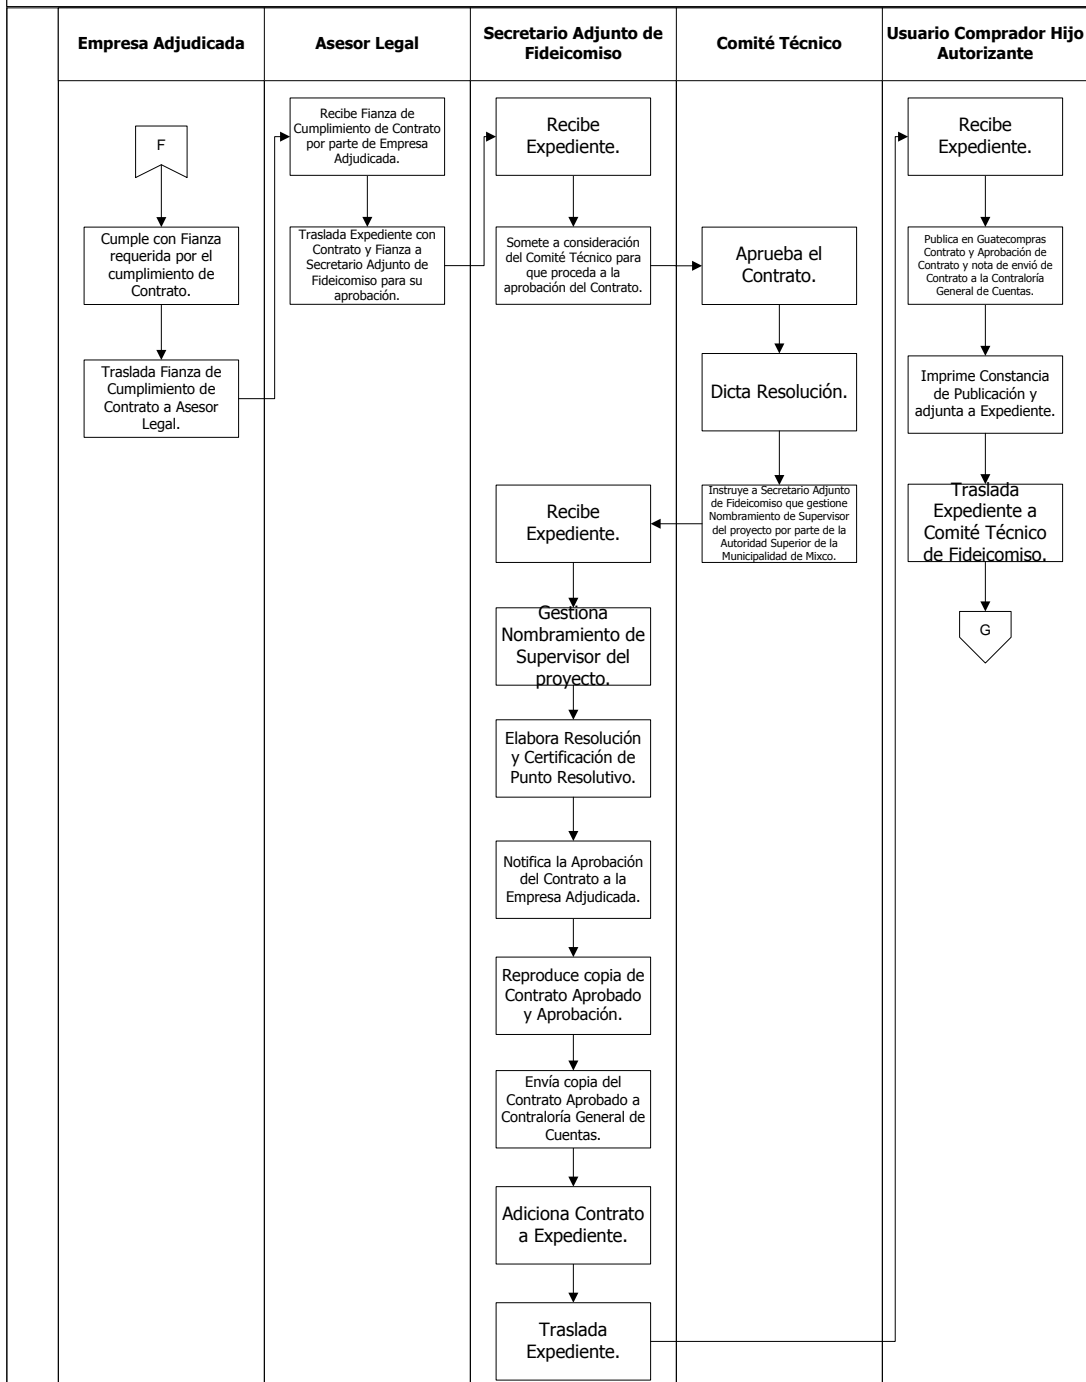 Empresa Adjudicada
Asesor Legal
Secretario Adjunto de
Fideicomiso
Comité Técnico
Usuario Comprador Hijo
Autorizante
F
Cumple con Fianza
requerida por el
cumplimiento de
Contrato.
Traslada Fianza de
Cumplimiento de
Contrato a Asesor
Legal.
Recibe Fianza de
Cumplimiento de Contrato
por parte de Empresa
Adjudicada.
Traslada Expediente con
Contrato y Fianza a
Secretario Adjunto de
Fideicomiso para su
aprobación.
Recibe
Expediente.
Somete a consideración
del Comité Técnico para
que proceda a la
aprobación del Contrato.
Aprueba el
Contrato.
Dicta Resolución.
Instruye a Secretario Adjunto
de Fideicomiso que gestione
Nombramiento de Supervisor
del proyecto por parte de la
Autoridad Superior de la
Municipalidad de Mixco.
Recibe
Expediente.
Gestiona
Nombramiento de
Supervisor del
proyecto.
Elabora Resolución
y Certificación de
Punto Resolutivo.
Notifica la Aprobación
del Contrato a la
Empresa Adjudicada.
Reproduce copia de
Contrato Aprobado
y Aprobación.
Envía copia del
Contrato Aprobado a
Contraloría General de
Cuentas.
Adiciona Contrato
a Expediente.
Traslada
Expediente.
Recibe
Expediente.
Publica en Guatecompras
Contrato y Aprobación de
Contrato y nota de envió de
Contrato a la Contraloría
General de Cuentas.
Imprime Constancia
de Publicación y
adjunta a Expediente.
Traslada
Expediente a
Comité Técnico
de Fideicomiso.
G